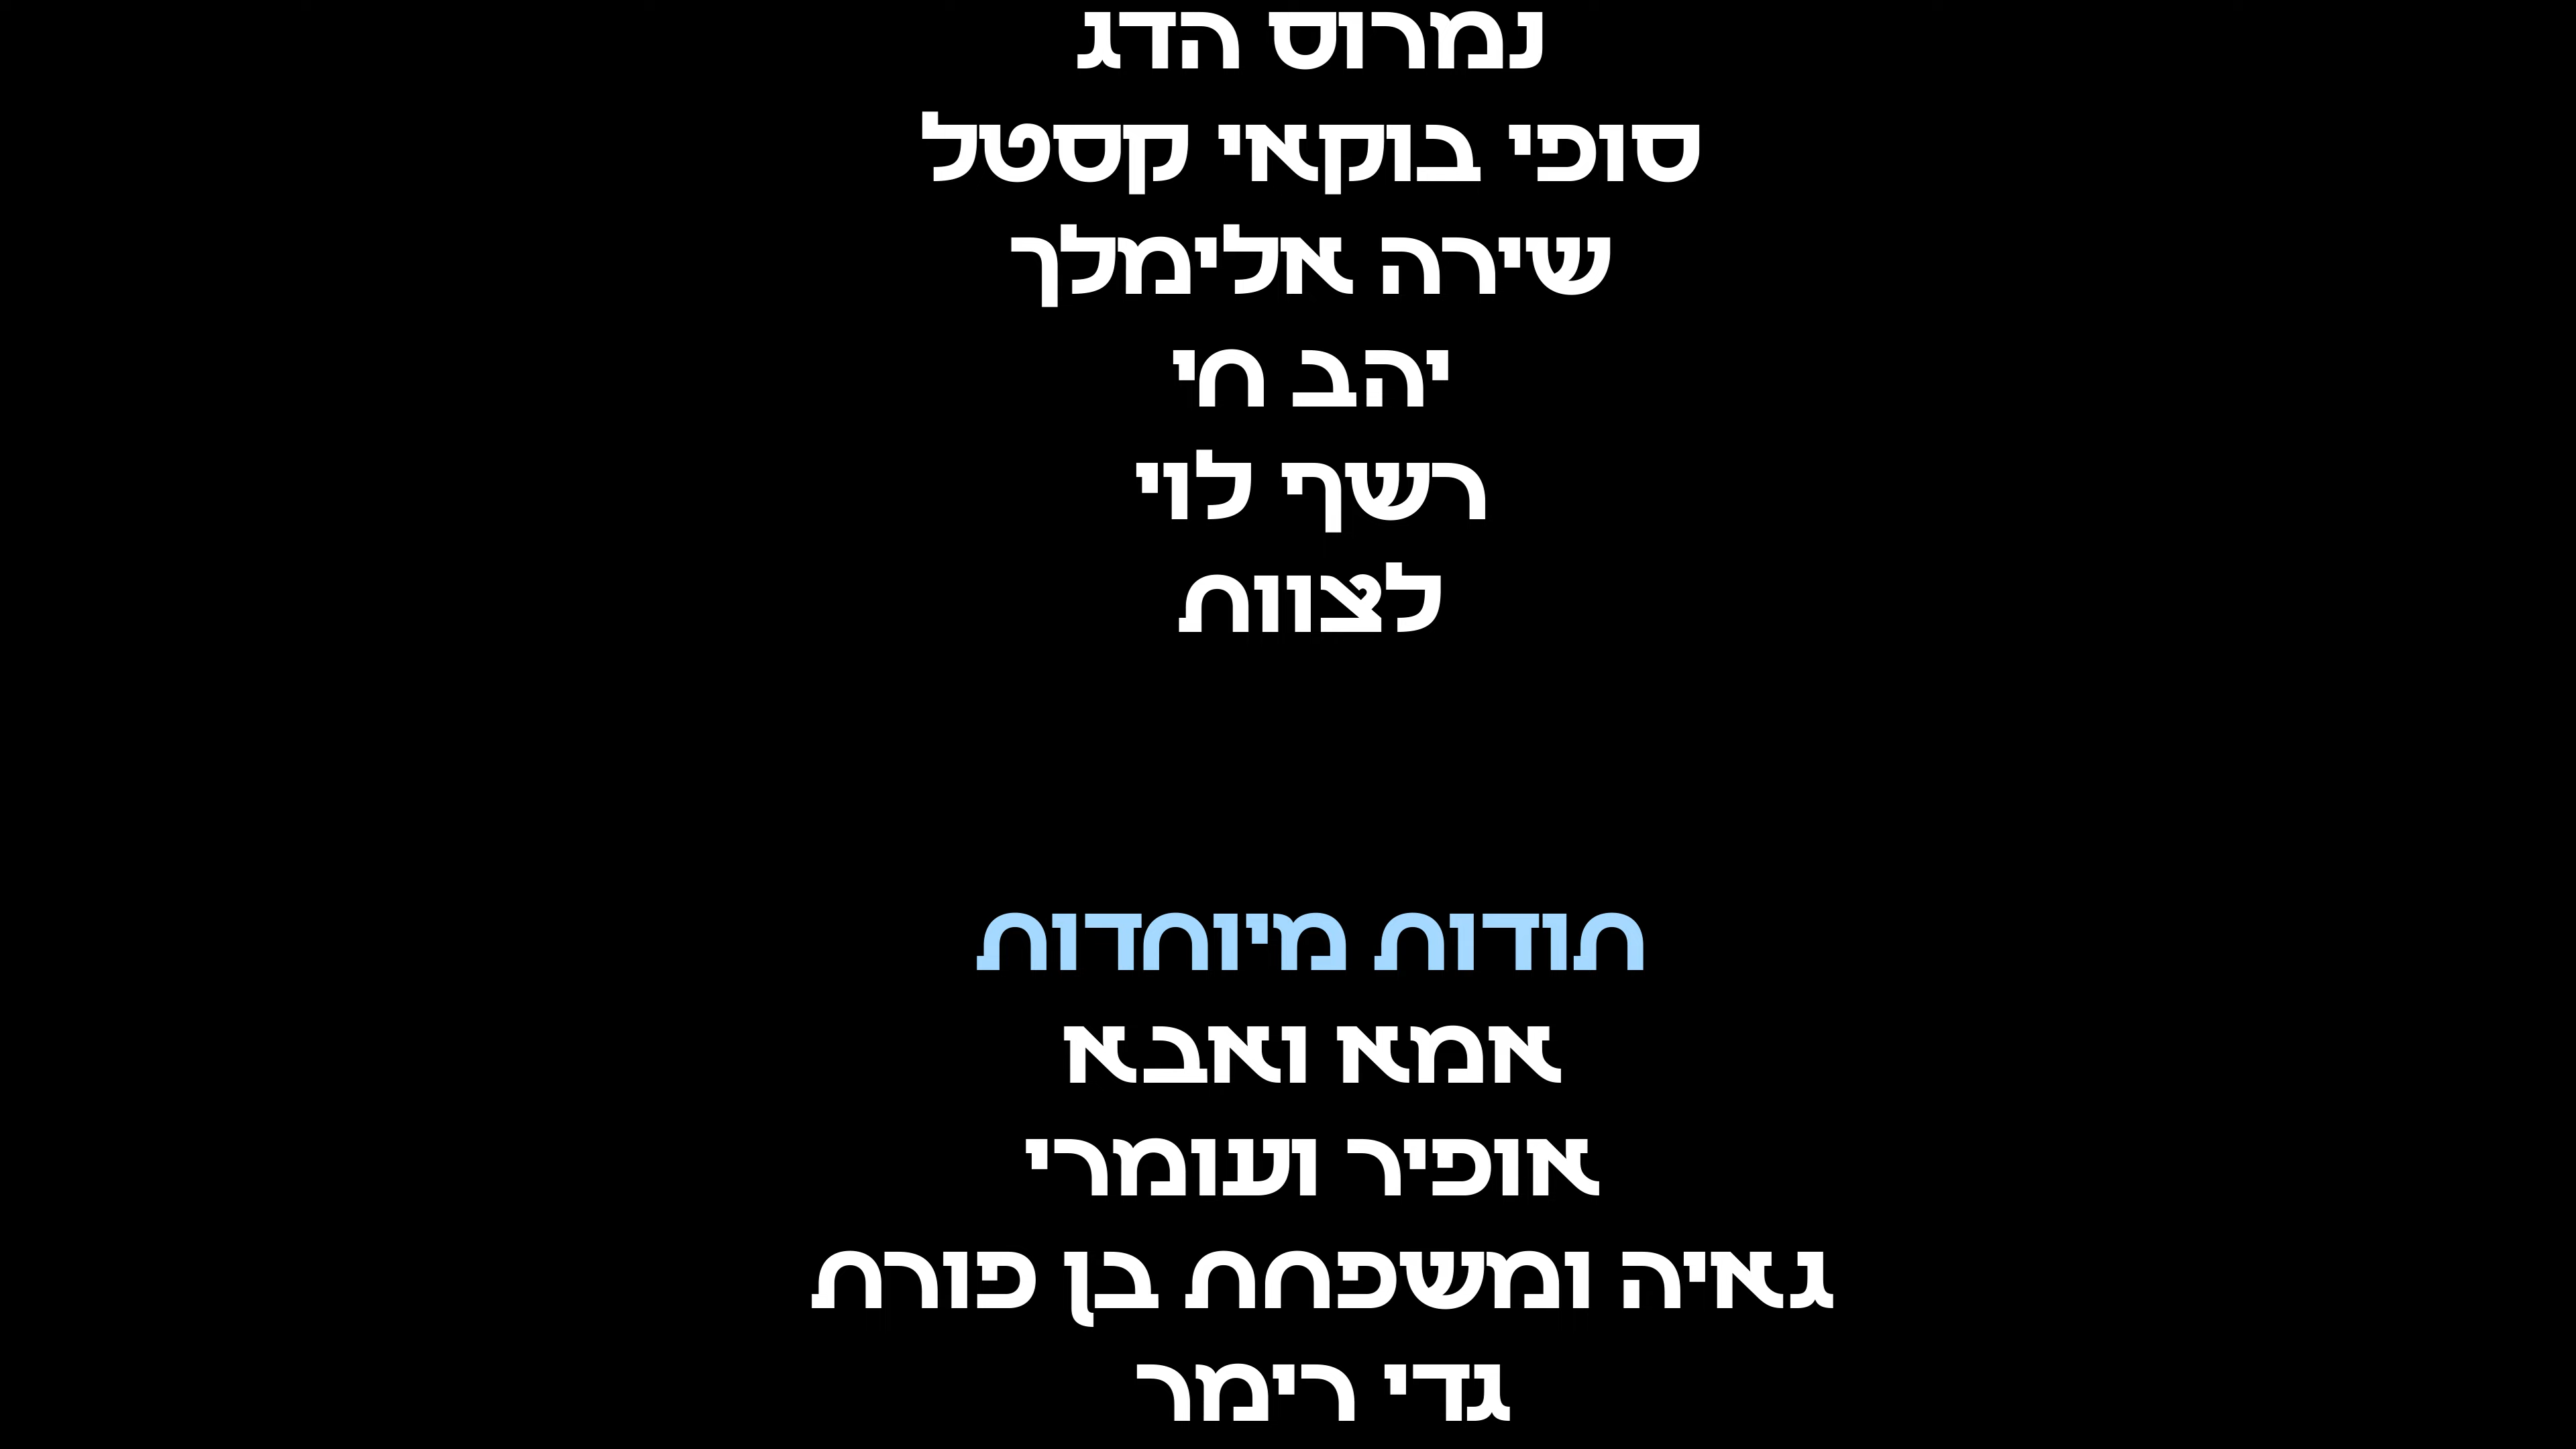 נמרוס הדג
סופי בוקאי קסטל
שירה אלימלך
יהב חי
רשף לוי
לצוות
תודות מיוחדות
אמא ואבא
אופיר ועומרי
גאיה ומשפחת בן פורת
גדי רימר